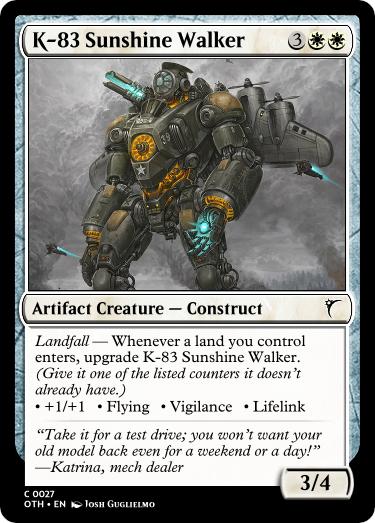 K-83 Sunshine Walker 3
Artifact Creature — Construct
Landfall — Whenever a land you control
enters, upgrade K-83 Sunshine Walker.
(Give it one of the listed counters it doesn't
already have.)
• +1/+1 • Flying • Vigilance • Lifelink
"Take it for a test drive; you won't want your
old model back even for a weekend or a day!"
—Katrina, mech dealer
3/4
C 0027
OTH • EN Josh Guglielmo